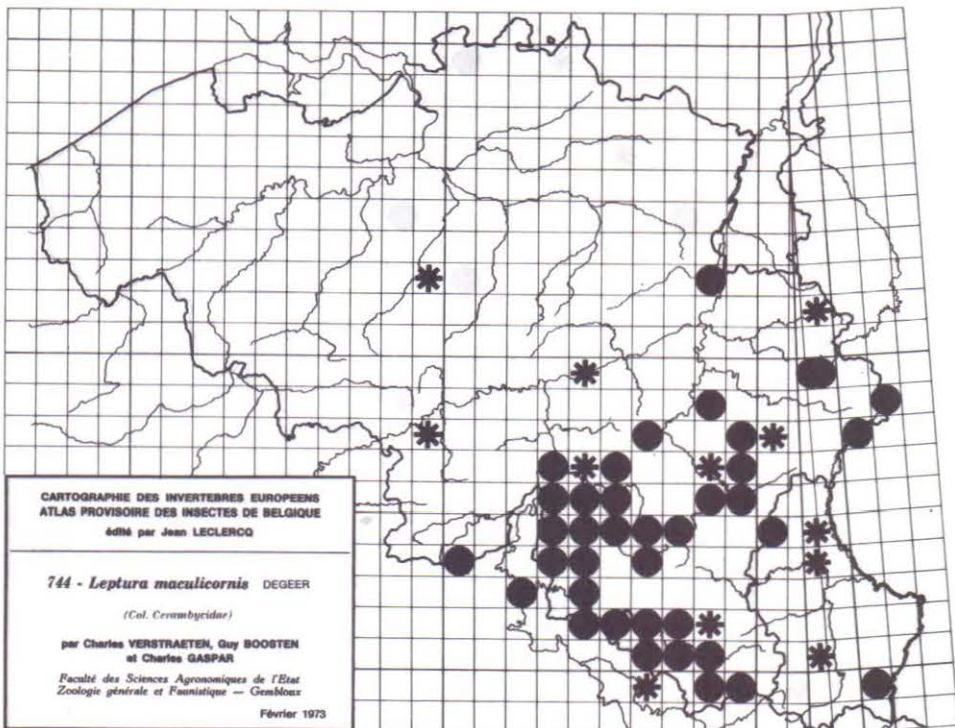 CARTOGRAPHIE DES INVERTEBRES EUROPEENS
ATLAS PROVISOIRE DES INSECTES DE BELGIQUE
édité par Jean LECLERCQ
744 - Leptura maculicornis DEGEER
(Col. Cerambycidae)
par Charles VERSTRAETEN, Guy BOOSTEN
et Charles GASPAR
Faculté des Sciences Agronomiques de l'Etat
Zoologie générale et Faunistique — Gembloux
Février 1973